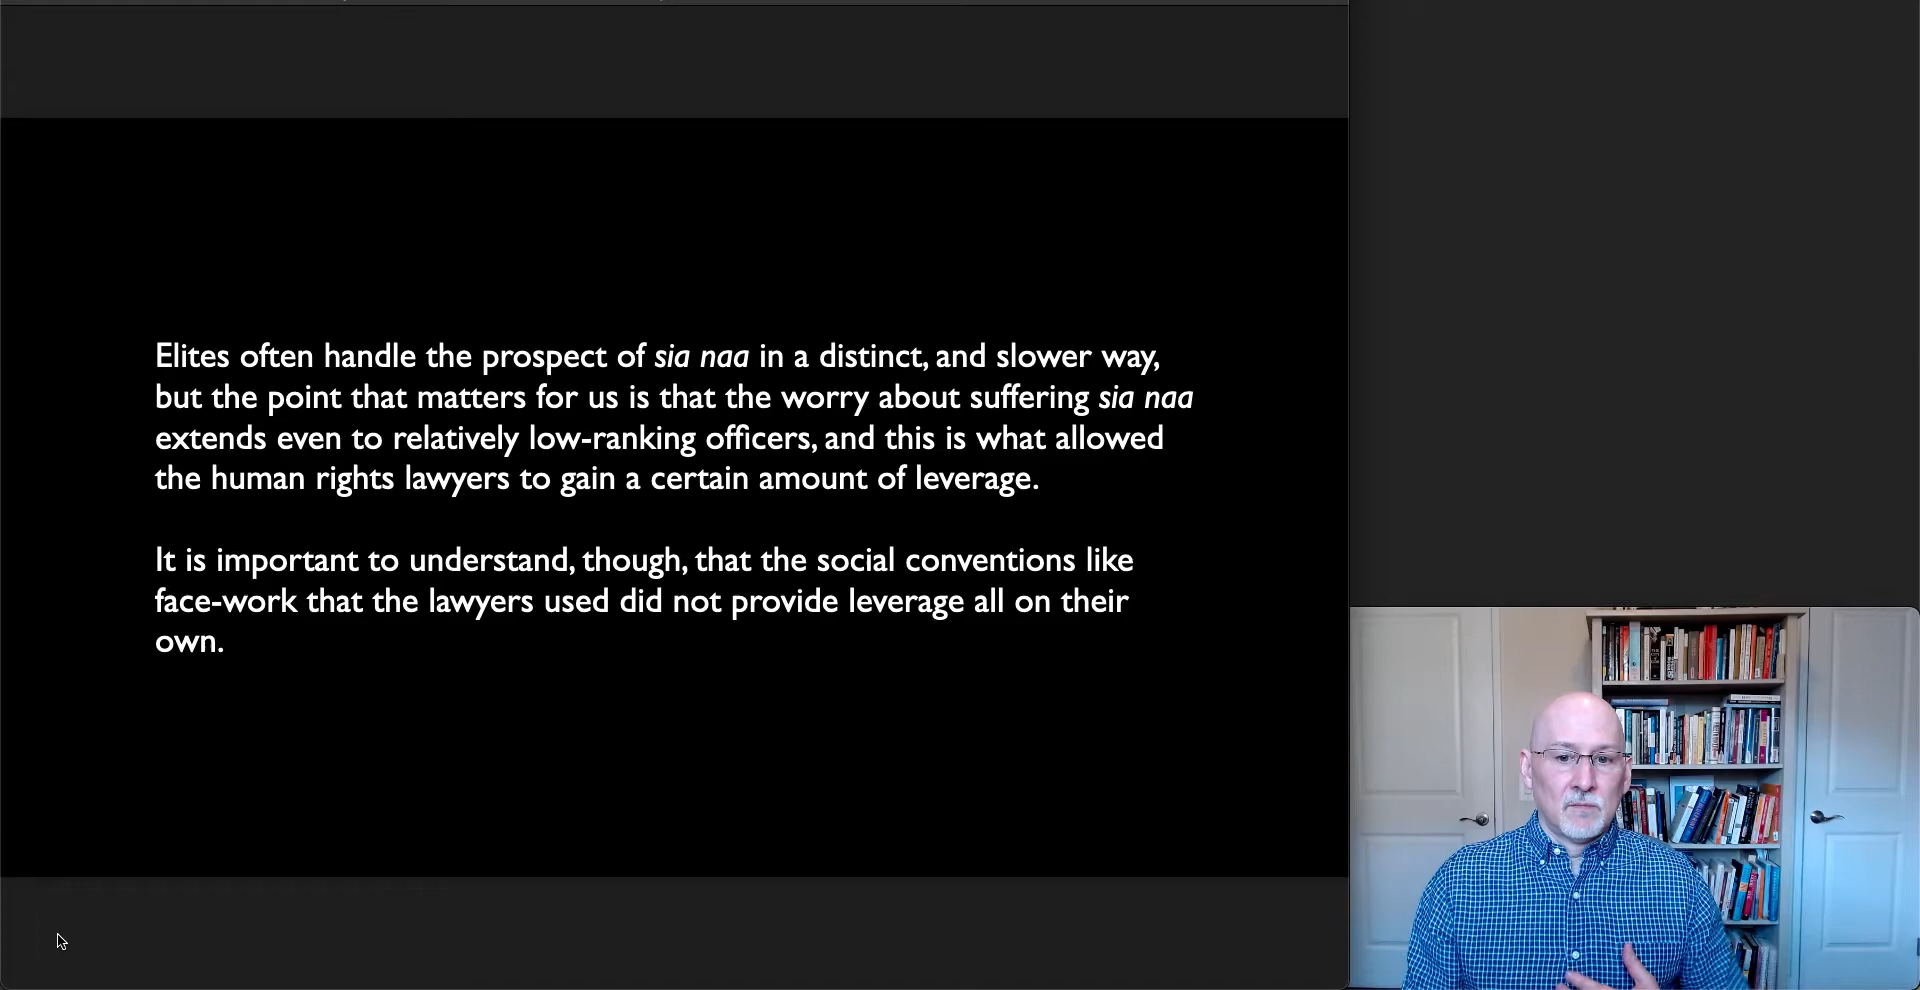 Elites often handle the prospect of sia naa in a distinct, and slower way,
but the point that matters for us is that the worry about suffering sia naa
extends even to relatively low-ranking officers, and this is what allowed
the human rights lawyers to gain a certain amount of leverage.
It is important to understand, though, that the social conventions like
face-work that the lawyers used did not provide leverage all on their
own.